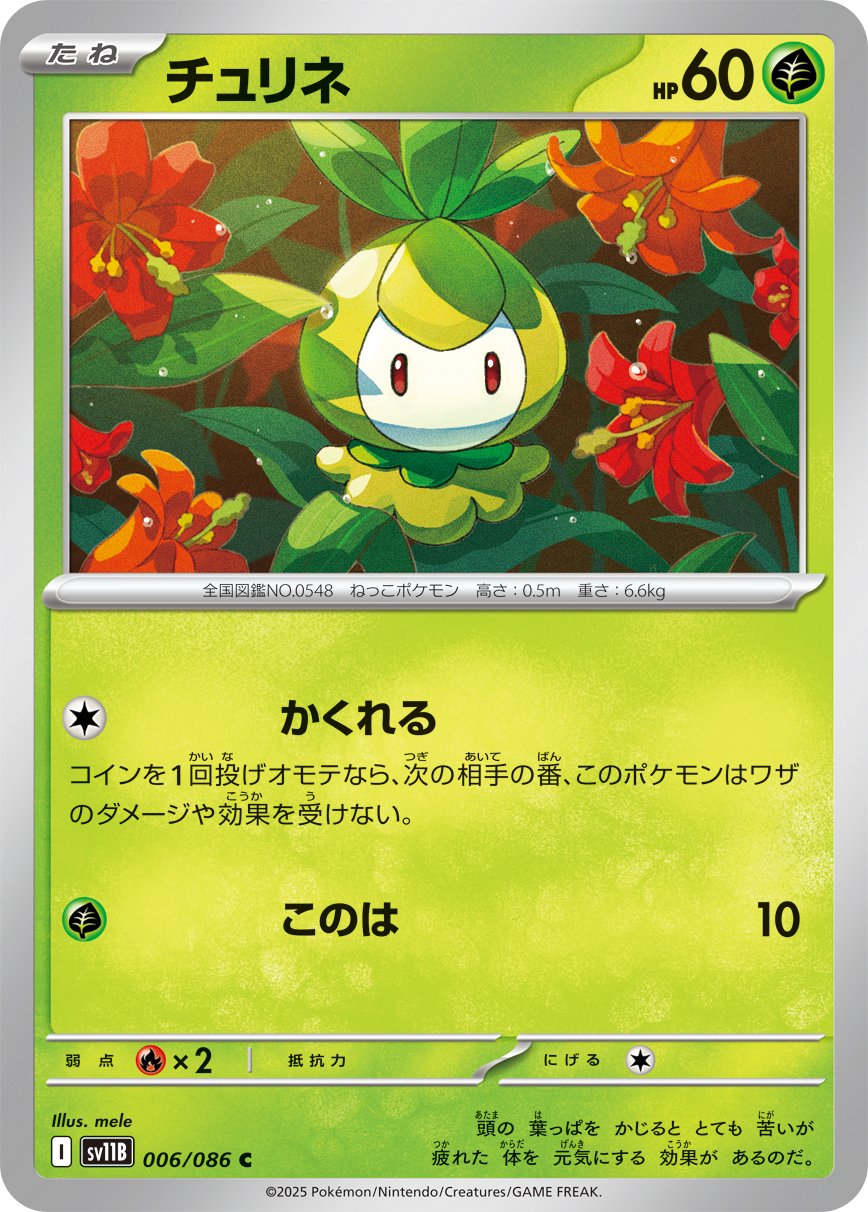 たね
チュリネ
HP60
全国図鑑NO.0548 ねっこポケモン 高さ:0.5m 重さ:6.6kg
かくれる
コインを1回投げオモテなら、次の相手の番、このポケモンはワザ
のダメージや効果を受けない。
このは 10
弱点 ×2 抵抗力 にげる
Illus. mele
頭の 葉っぱを かじると とても 苦いが
疲れた 体を 元気にする 効果が あるのだ。
I sv11B 006/086 C
©2025 Pokémon/Nintendo/Creatures/GAME FREAK.